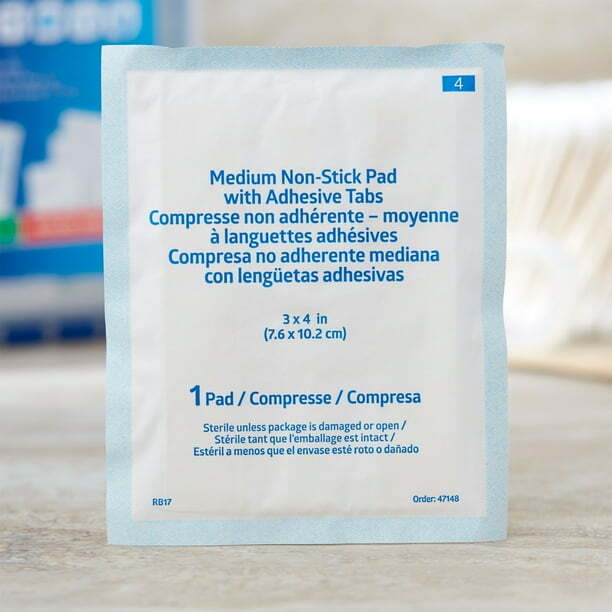 4
Medium Non-Stick Pad
with Adhesive Tabs
Compresse non adhérente – moyenne
à languettes adhésives
Compresa no adherente mediana
con lengüetas adhesivas
3 x 4 in
(7.6 x 10.2 cm)
1 Pad / Compresse / Compresa
Sterile unless package is damaged or open /
Stérile tant que l'emballage est intact /
Estéril a menos que el envase esté roto o dañado
RB17
Order: 47148